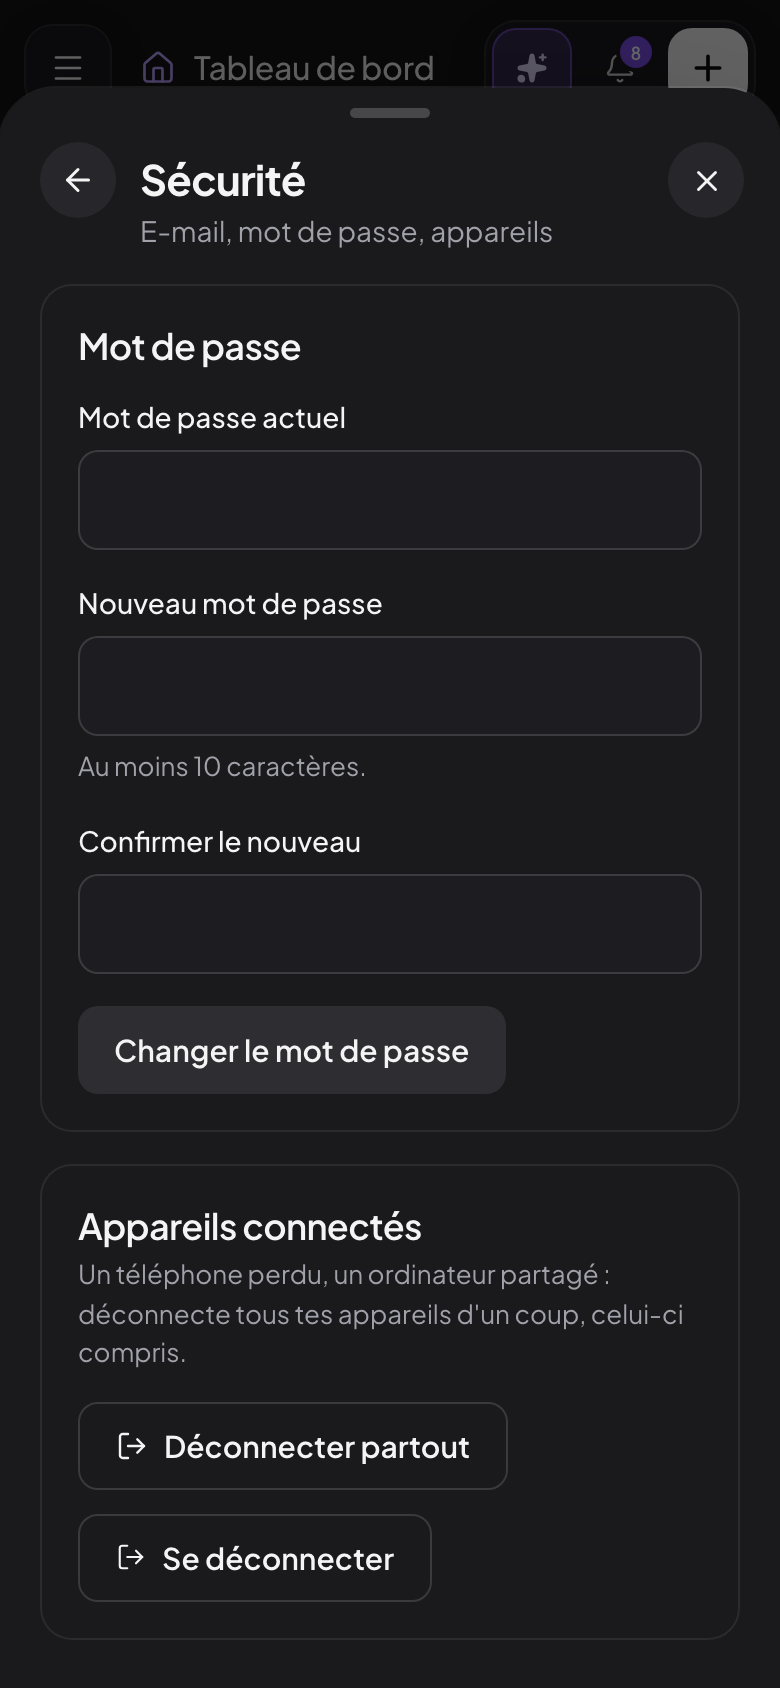 Tableau de bord
8
Sécurité
E-mail, mot de passe, appareils
Mot de passe
Mot de passe actuel
Nouveau mot de passe
Au moins 10 caractères.
Confirmer le nouveau
Changer le mot de passe
Appareils connectés
Un téléphone perdu, un ordinateur partagé :
déconnecte tous tes appareils d'un coup, celui-ci
compris.
Déconnecter partout
Se déconnecter